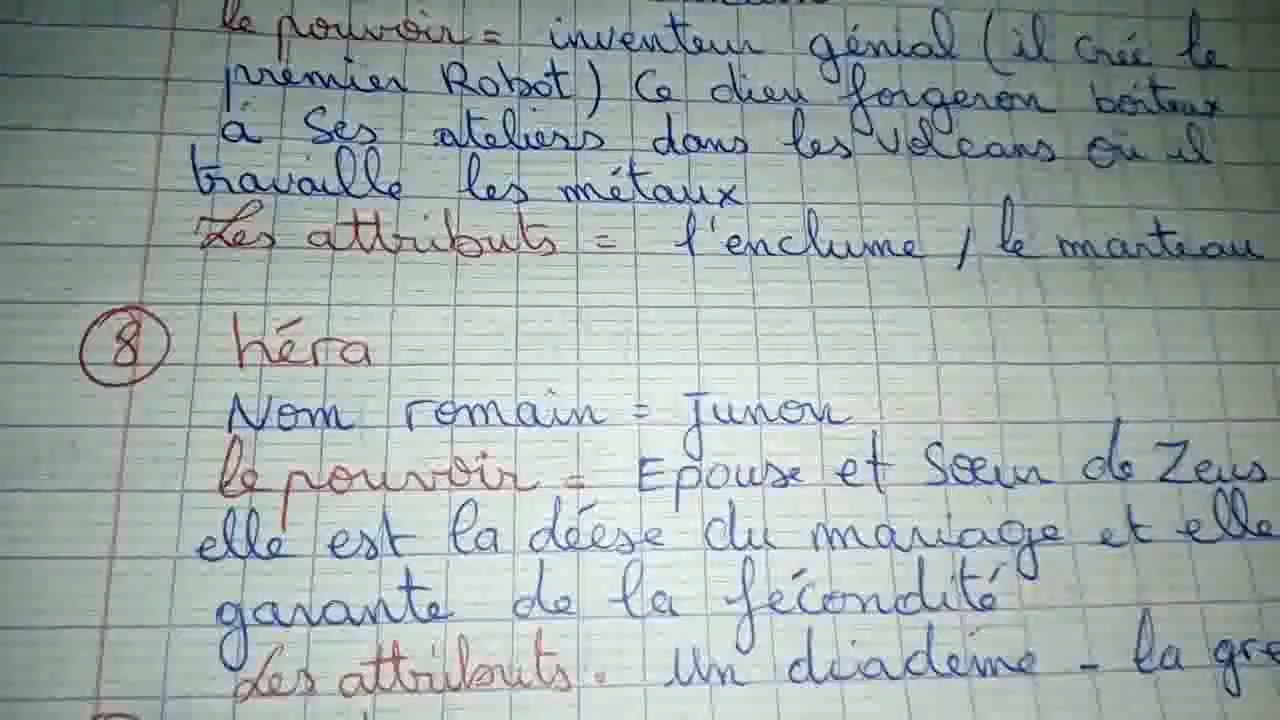 le pouvoir = inventeur génial (il crée le
premier Robot) Ce dieu forgeron boiteux
à ses ateliers dans les volcans où il
travaille les métaux
Les attributs = l'enclume / le marteau
8 héra
Nom romain = Junon
le pouvoir = Epouse et Sœur de Zeus
elle est la déese du mariage et elle
garante de la fécondité
Les attributs = un diadème - la gre